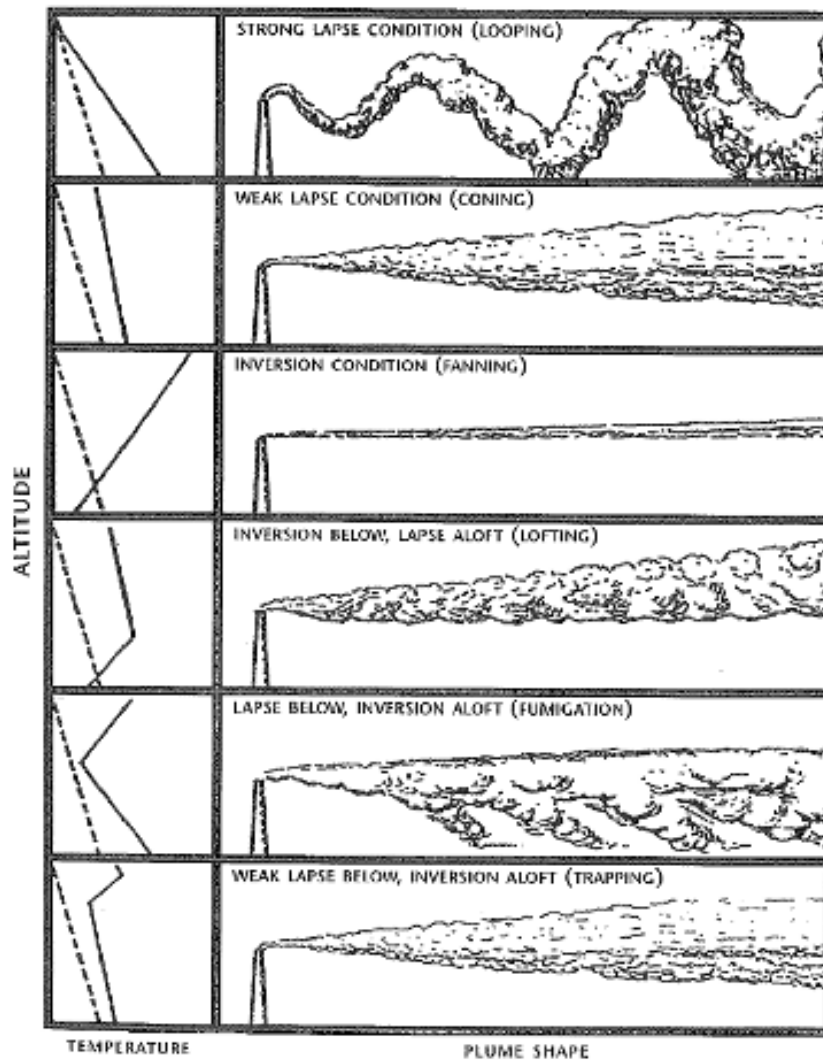 STRONG LAPSE CONDITION (LOOPING)
WEAK LAPSE CONDITION (CONING)
INVERSION CONDITION (FANNING)
ALTITUDE
INVERSION BELOW, LAPSE ALOFT (LOFTING)
LAPSE BELOW, INVERSION ALOFT (FUMIGATION)
WEAK LAPSE BELOW, INVERSION ALOFT (TRAPPING)
TEMPERATURE
PLUME SHAPE